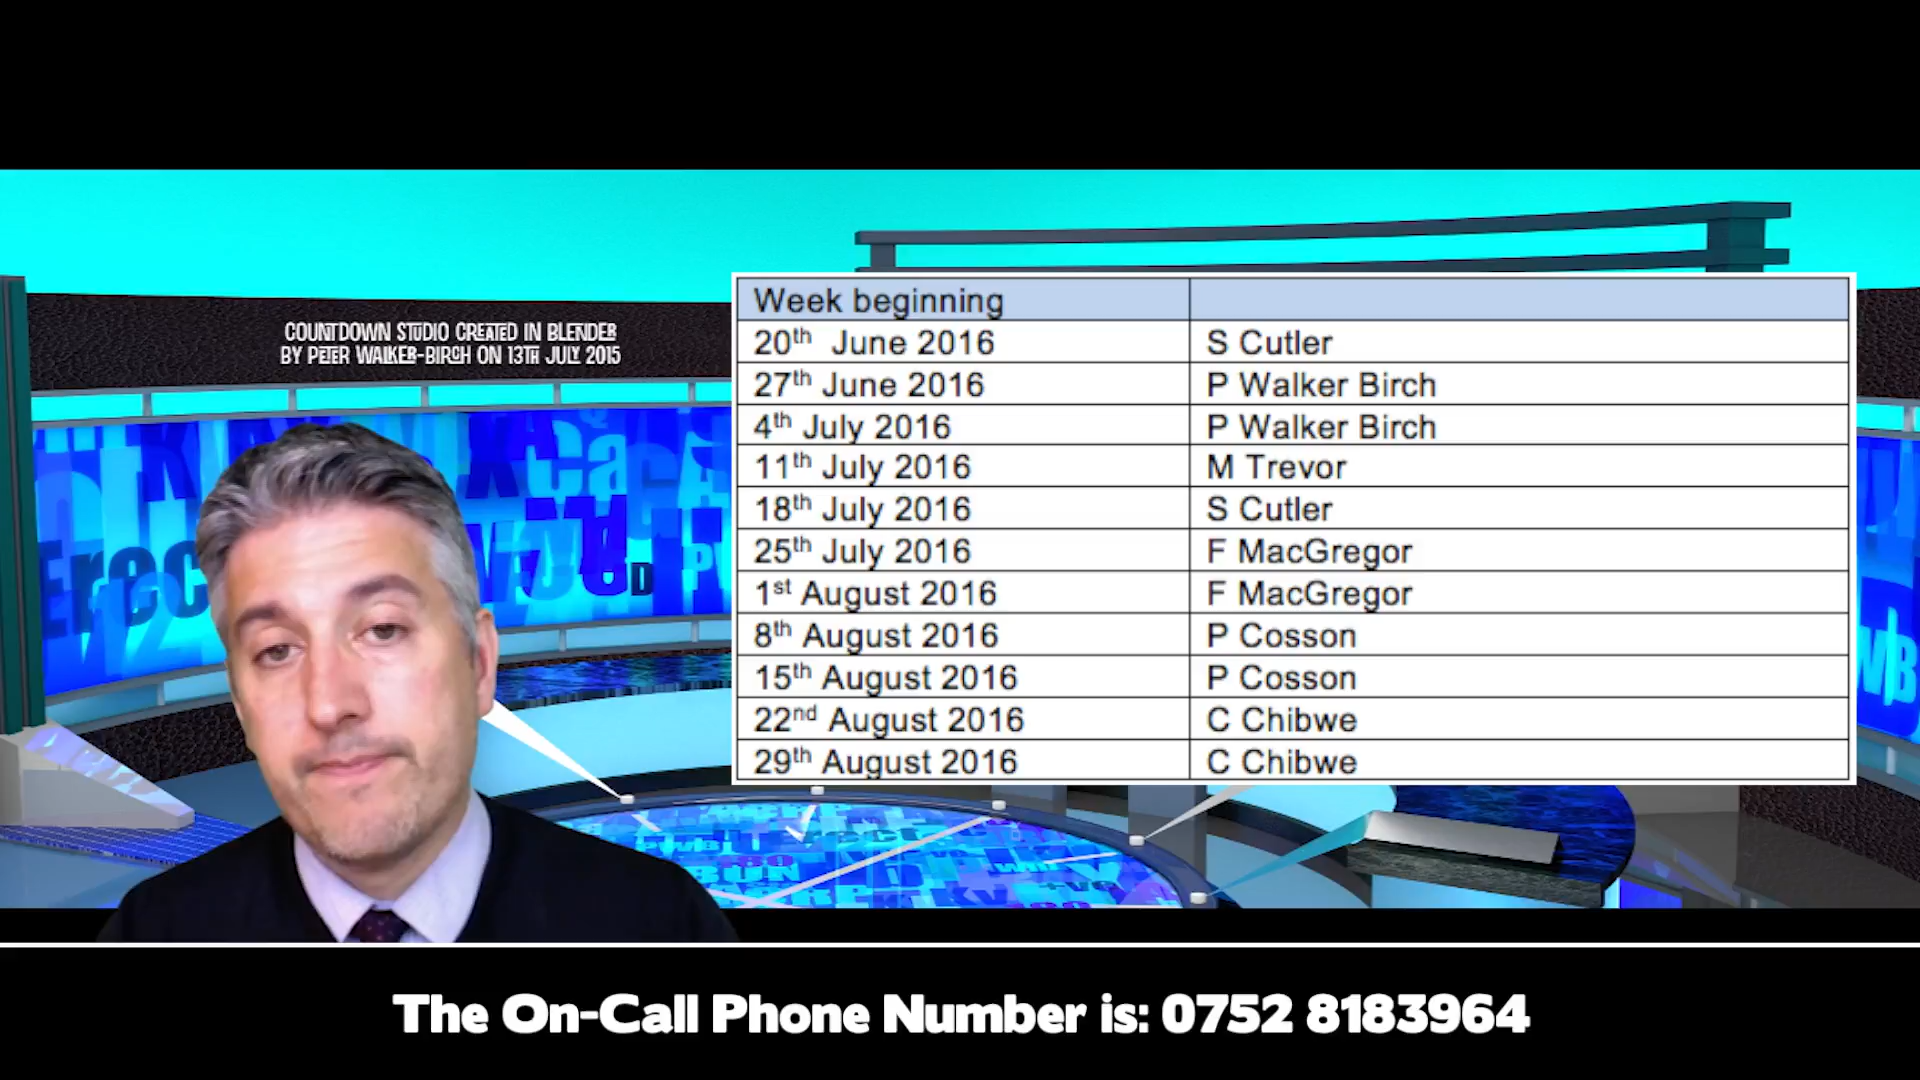 COUNTDOWN STUDIO CREATED IN BLENDER
BY PETER WALKER-BIRCH ON 13TH JULY 2015
Week beginning
20th June 2016 S Cutler
27th June 2016 P Walker Birch
4th July 2016 P Walker Birch
11th July 2016 M Trevor
18th July 2016 S Cutler
25th July 2016 F MacGregor
1st August 2016 F MacGregor
8th August 2016 P Cosson
15th August 2016 P Cosson
22nd August 2016 C Chibwe
29th August 2016 C Chibwe
The On-Call Phone Number is: 0752 8183964